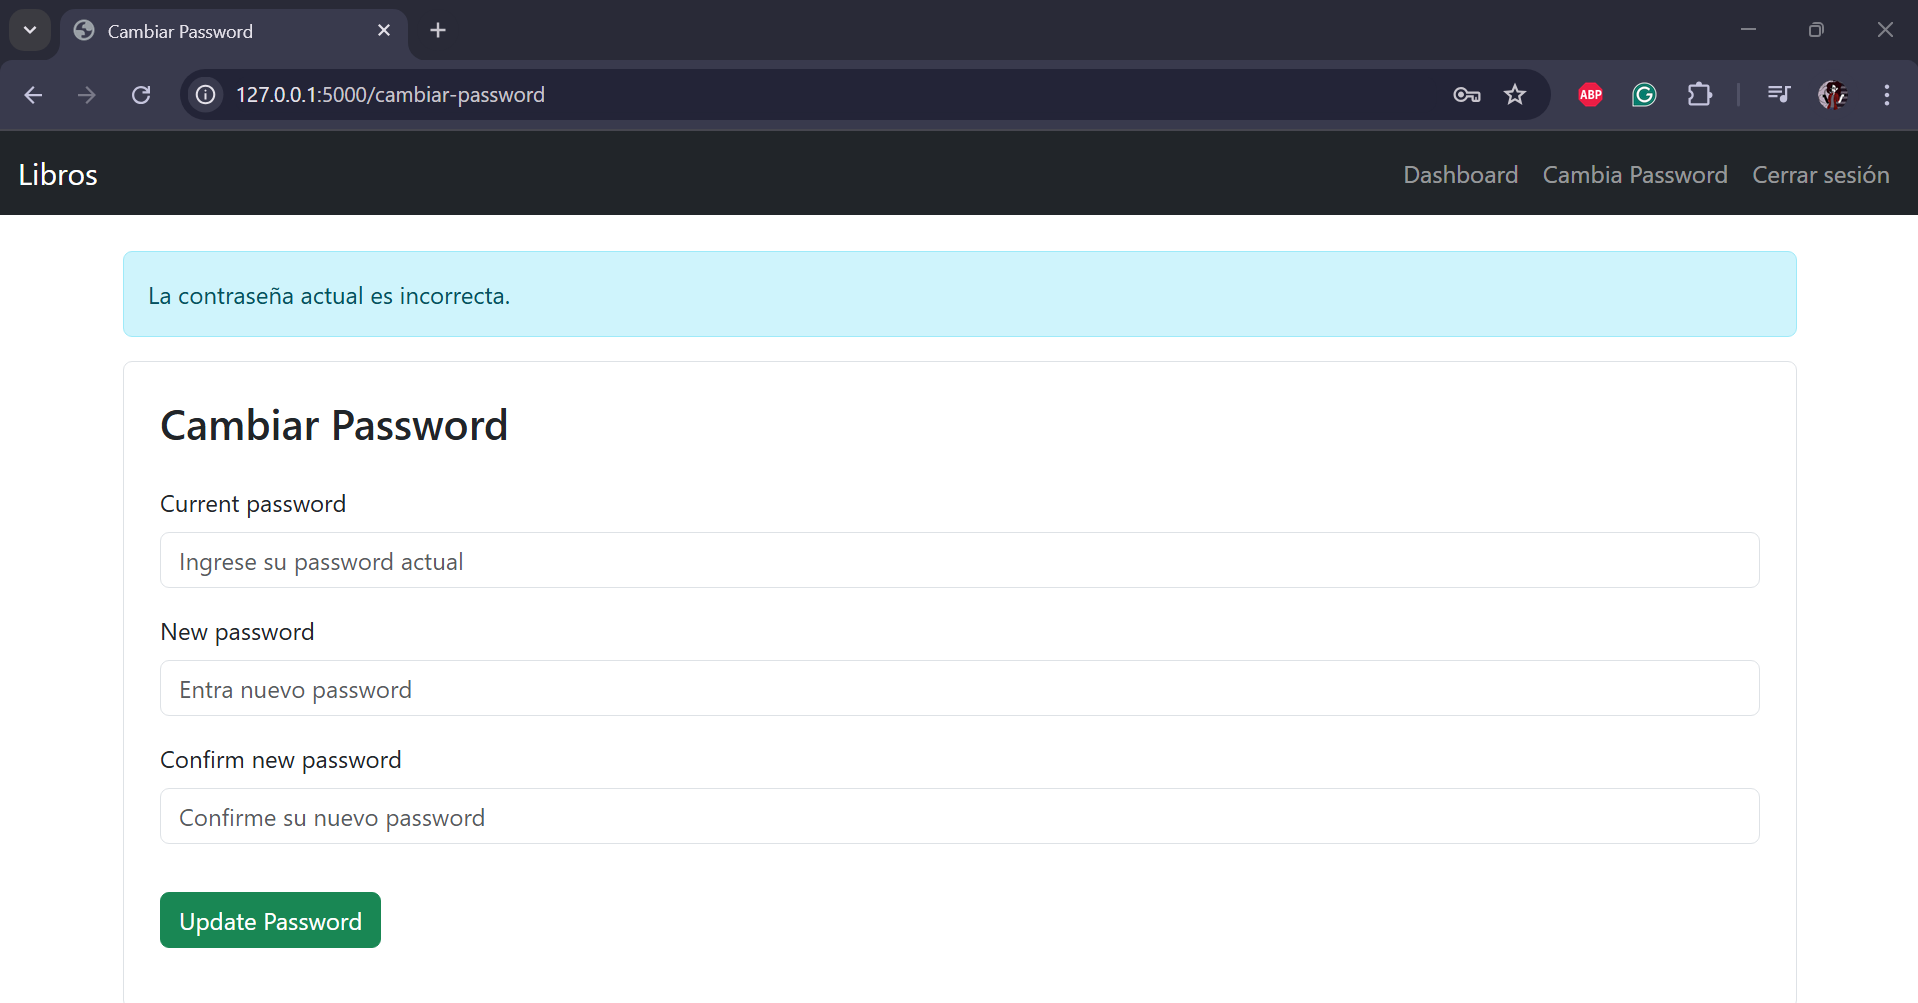 Cambiar Password
127.0.0.1:5000/cambiar-password
ABP
G
Libros
Dashboard Cambia Password Cerrar sesión
La contraseña actual es incorrecta.
Cambiar Password
Current password
Ingrese su password actual
New password
Entra nuevo password
Confirm new password
Confirme su nuevo password
Update Password